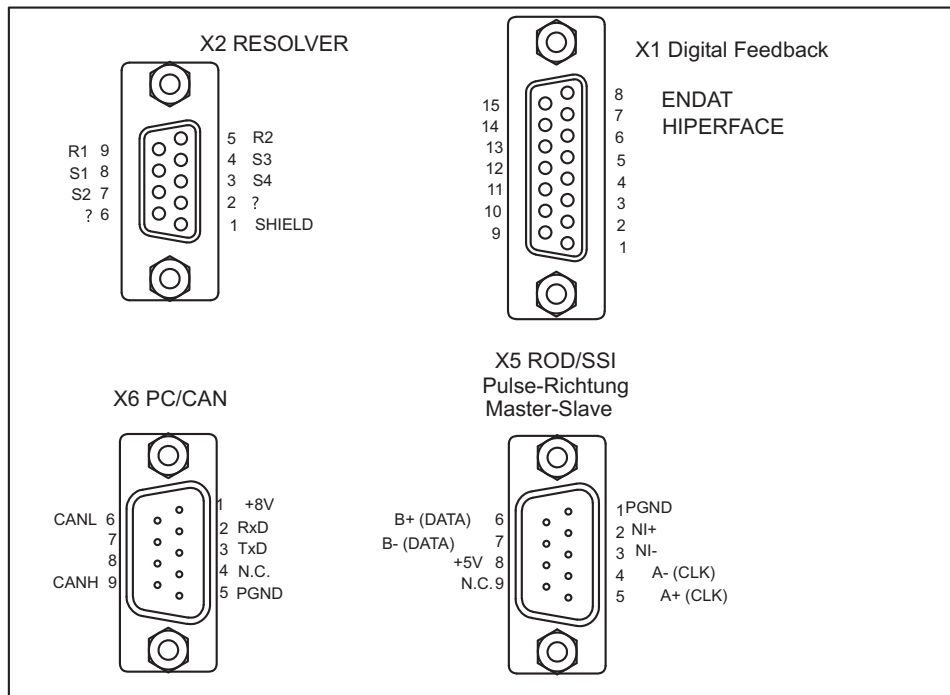 X2 RESOLVER
R1 9
S1 8
S2 7
? 6
5 R2
4 S3
3 S4
2 ?
1 SHIELD
X1 Digital Feedback
ENDAT
HIPERFACE
15
14
13
12
11
10
9
8
7
6
5
4
3
2
1
X6 PC/CAN
CANL 6
7
8
CANH 9
1 +8V
2 RxD
3 TxD
4 N.C.
5 PGND
X5 ROD/SSI
Pulse-Richtung
Master-Slave
B+ (DATA) 6
B- (DATA) 7
+5V 8
N.C. 9
1 PGND
2 NI+
3 NI-
4 A- (CLK)
5 A+ (CLK)